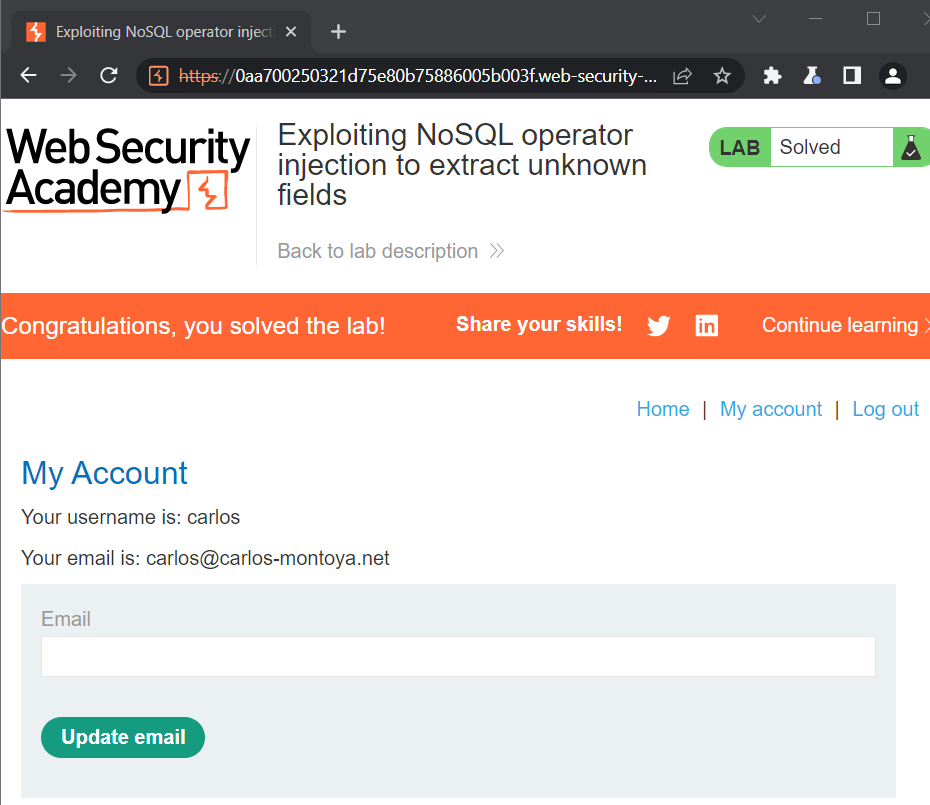 Exploiting NoSQL operator inject
https://0aa700250321d75e80b75886005b003f.web-security-...
Web Security
Academy
Exploiting NoSQL operator
injection to extract unknown
fields
LAB Solved
Back to lab description
Congratulations, you solved the lab! Share your skills! Continue learning
Home | My account | Log out
My Account
Your username is: carlos
Your email is: carlos@carlos-montoya.net
Email
Update email